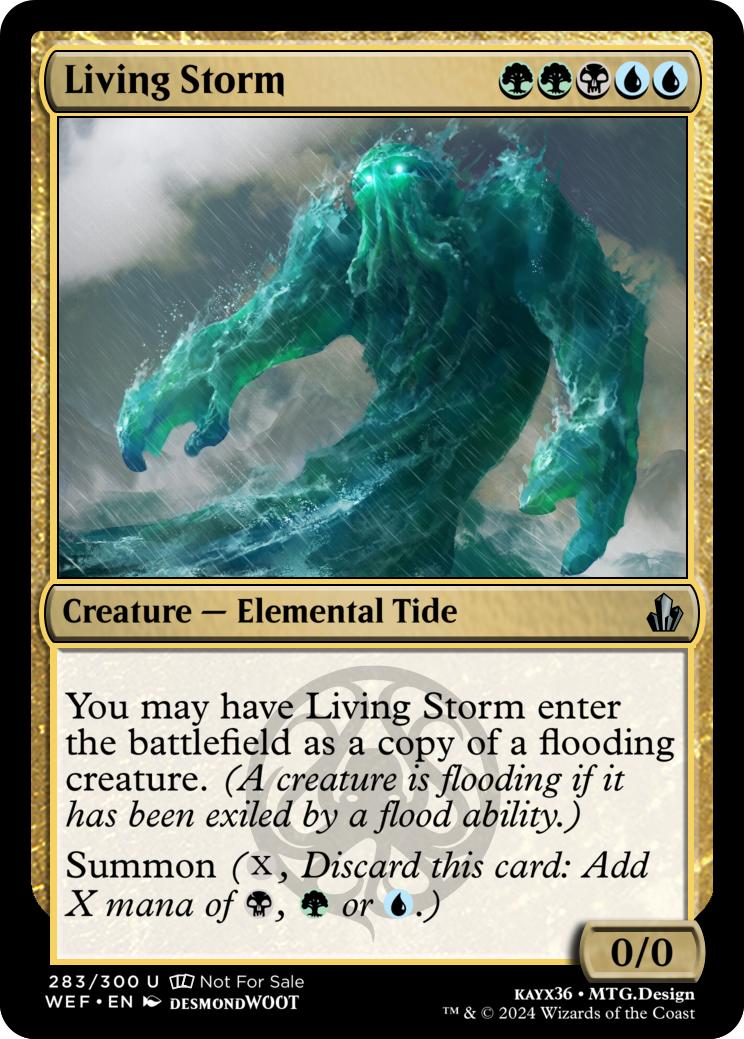 Living Storm
Creature — Elemental Tide
You may have Living Storm enter
the battlefield as a copy of a flooding
creature. (A creature is flooding if it
has been exiled by a flood ability.)
Summon (X, Discard this card: Add
X mana of , or .)
0/0
283/300 U Not For Sale
WEF • EN DESMONDWOOT
KAYX36 • MTG.Design
™ & © 2024 Wizards of the Coast